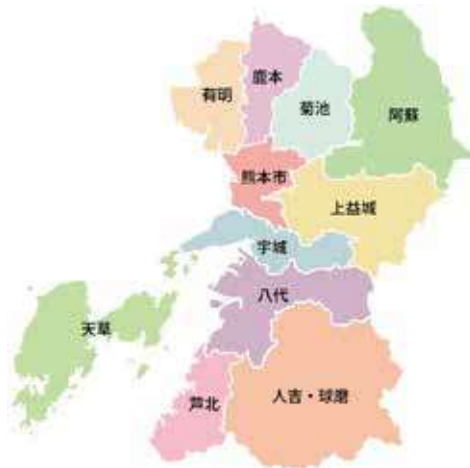 鹿本
有明
菊池
阿蘇
熊本市
上益城
宇城
八代
天草
人吉・球磨
芦北